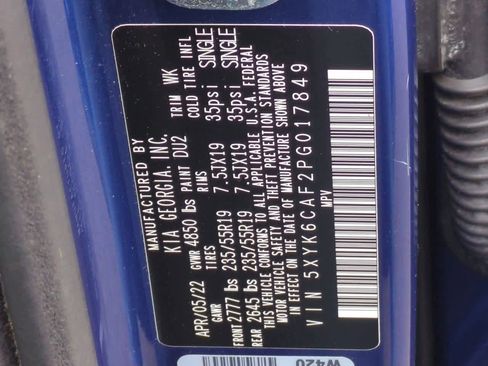 MANUFACTURED BY
KIA GEORGIA, INC.
APR/05/22 GVWR 4850 lbs PAINT DU2 TRIM WK
GAWR TIRES RIMS COLD TIRE INFL
FRONT 2777 lbs 235/55R19 7.5JX19 35psi SINGLE
REAR 2645 lbs 235/55R19 7.5JX19 35psi SINGLE
THIS VEHICLE CONFORMS TO ALL APPLICABLE U.S.A. FEDERAL
MOTOR VEHICLE SAFETY AND THEFT PREVENTION STANDARDS
IN EFFECT ON THE DATE OF MANUFACTURE SHOWN ABOVE
VIN 5XYK6CAF2PG017849
MPV
W420